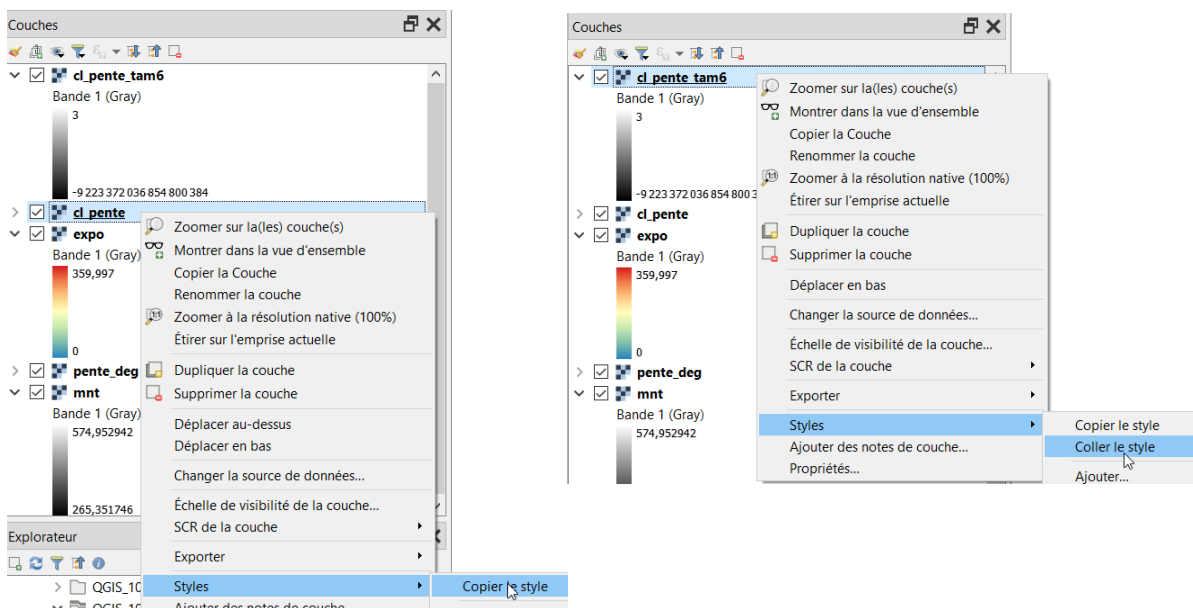 Couches
cl_pente_tam6
Bande 1 (Gray)
3
-9 223 372 036 854 800 384
cl_pente
expo
Bande 1 (Gray)
359,997
0
pente_deg
mnt
Bande 1 (Gray)
574,952942
265,351746
Zoomer sur la(les) couche(s)
Montrer dans la vue d'ensemble
Copier la Couche
Renommer la couche
Zoomer à la résolution native (100%)
Étirer sur l'emprise actuelle
Dupliquer la couche
Supprimer la couche
Déplacer au-dessus
Déplacer en bas
Changer la source de données...
Échelle de visibilité de la couche...
SCR de la couche
Exporter
Styles
Copier le style
Ajouter des notes de couche
Explorateur
QGIS_10
QGIS_10
Couches
cl_pente_tam6
Bande 1 (Gray)
3
-9 223 372 036 854 800 3
cl_pente
expo
Bande 1 (Gray)
359,997
0
pente_deg
mnt
Bande 1 (Gray)
574,952942
Zoomer sur la(les) couche(s)
Montrer dans la vue d'ensemble
Copier la Couche
Renommer la couche
Zoomer à la résolution native (100%)
Étirer sur l'emprise actuelle
Dupliquer la couche
Supprimer la couche
Déplacer en bas
Changer la source de données...
Échelle de visibilité de la couche...
SCR de la couche
Exporter
Styles
Ajouter des notes de couche...
Propriétés...
Copier le style
Coller le style
Ajouter...